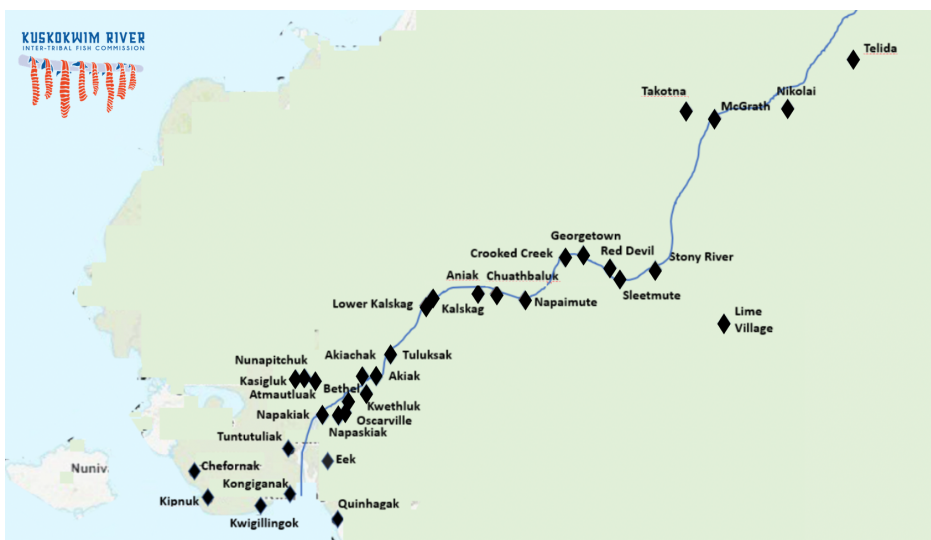 KUSKOKWIM RIVER
INTER-TRIBAL FISH COMMISSION
Telida
Takotna
Nikolai
McGrath
Georgetown
Crooked Creek
Red Devil
Stony River
Aniak
Chuathbaluk
Sleetmute
Lower Kalskag
Kalskag
Napaimute
Lime
Village
Nunapitchuk
Akiachak
Tuluksak
Kasigluk
Akiak
Atmautluak
Bethel
Kwethluk
Napakiak
Oscarville
Napaskiak
Tuntutuliak
Eek
Chefornak
Nuniv
Kongiganak
Kipnuk
Quinhagak
Kwigillingok